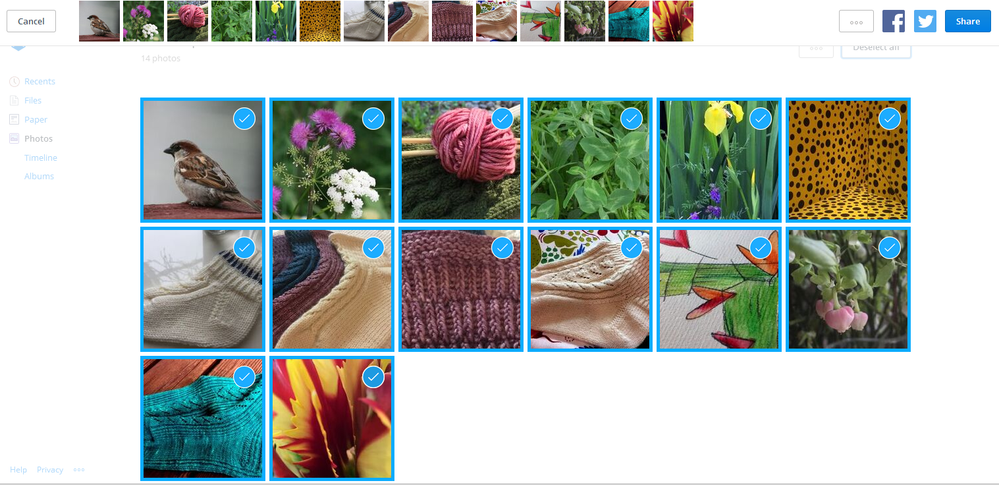 Cancel
Share
Deselect all
14 photos
Recents
Files
Paper
Photos
Timeline
Albums
Help
Privacy